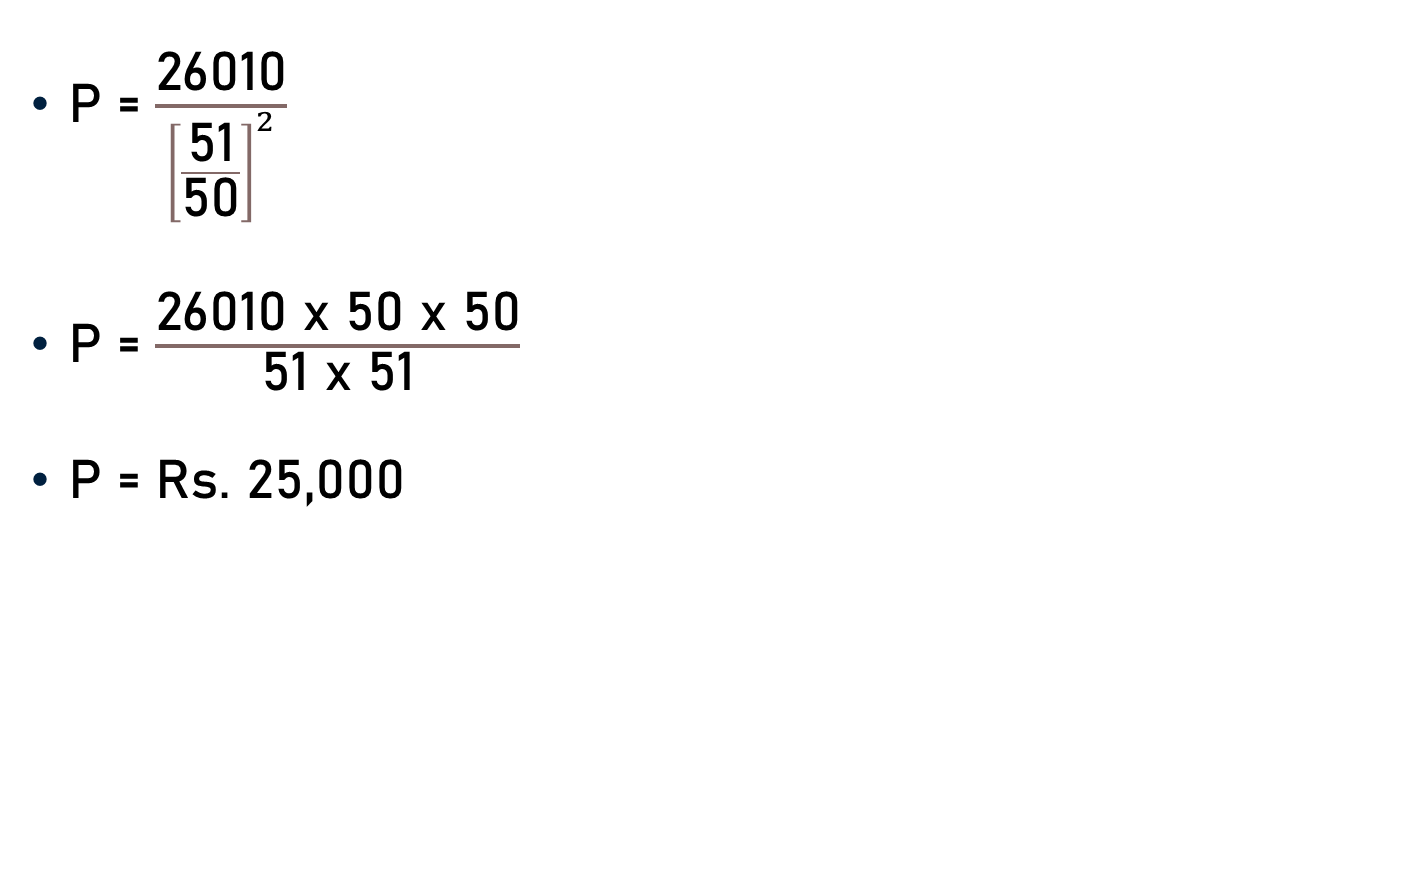 • P = 26010 / [51/50]²
• P = 26010 x 50 x 50 / 51 x 51
• P = Rs. 25,000